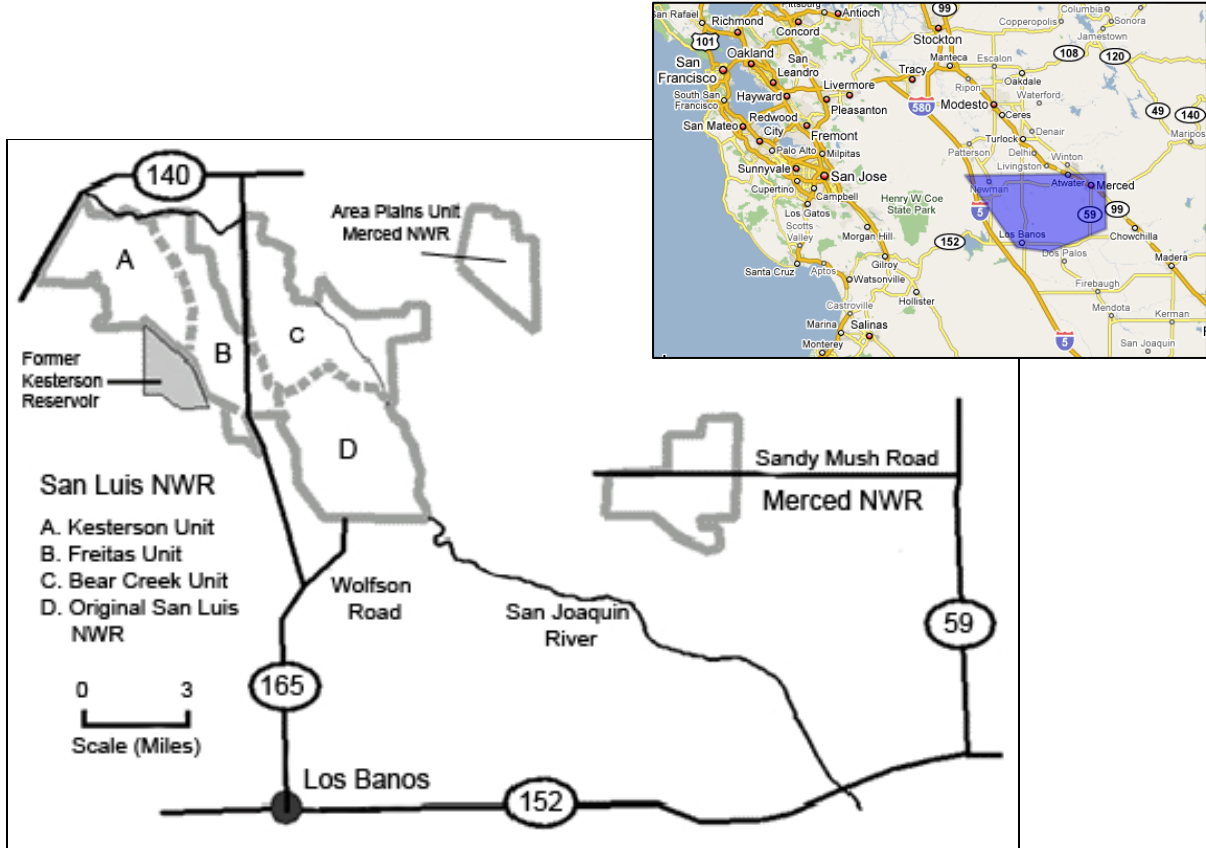 San Rafael
Richmond
Antioch
Concord
Stockton
99
Copperopolis
Columbia
Sonora
Jamestown
101
Oakland
San
Leandro
San
Francisco
Tracy
Manteca
Escalon
108
120
South San
Francisco
Hayward
Livermore
Pleasanton
580
Ripon
Oakdale
Waterford
Modesto
Ceres
49
140
San Mateo
Redwood
City
Fremont
Palo Alto
Milpitas
Turlock
Denair
Patterson
Delhi
Livingston
Winton
Sunnyvale
Cupertino
San Jose
Campbell
Los Gatos
Newman
Atwater
Merced
Henry W Coe
State Park
5
59
99
Scotts
Valley
Morgan Hill
152
Los Banos
Chowchilla
Dos Palos
Madera
Santa Cruz
Aptos
Gilroy
Watsonville
Hollister
Firebaugh
Mendota
Kerman
Castroville
Marina
Salinas
Monterey
5
San Joaquin
140
Area Plains Unit
Merced NWR
A
B
C
D
Former
Kesterson
Reservoir
San Luis NWR
A. Kesterson Unit
B. Freitas Unit
C. Bear Creek Unit
D. Original San Luis
NWR
Sandy Mush Road
Merced NWR
Wolfson
Road
San Joaquin
River
59
165
0 3
Scale (Miles)
Los Banos
152